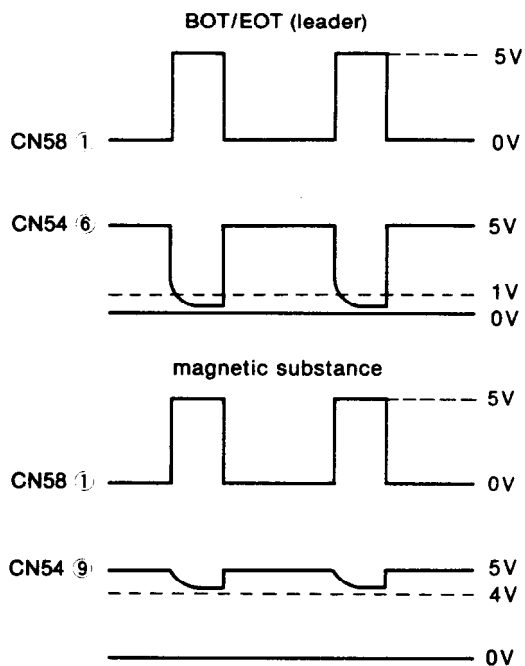 BOT/EOT (leader)
5V
CN58 ①
0V
CN54 ⑥
5V
1V
0V
magnetic substance
5V
CN58 ①
0V
CN54 ⑨
5V
4V
0V